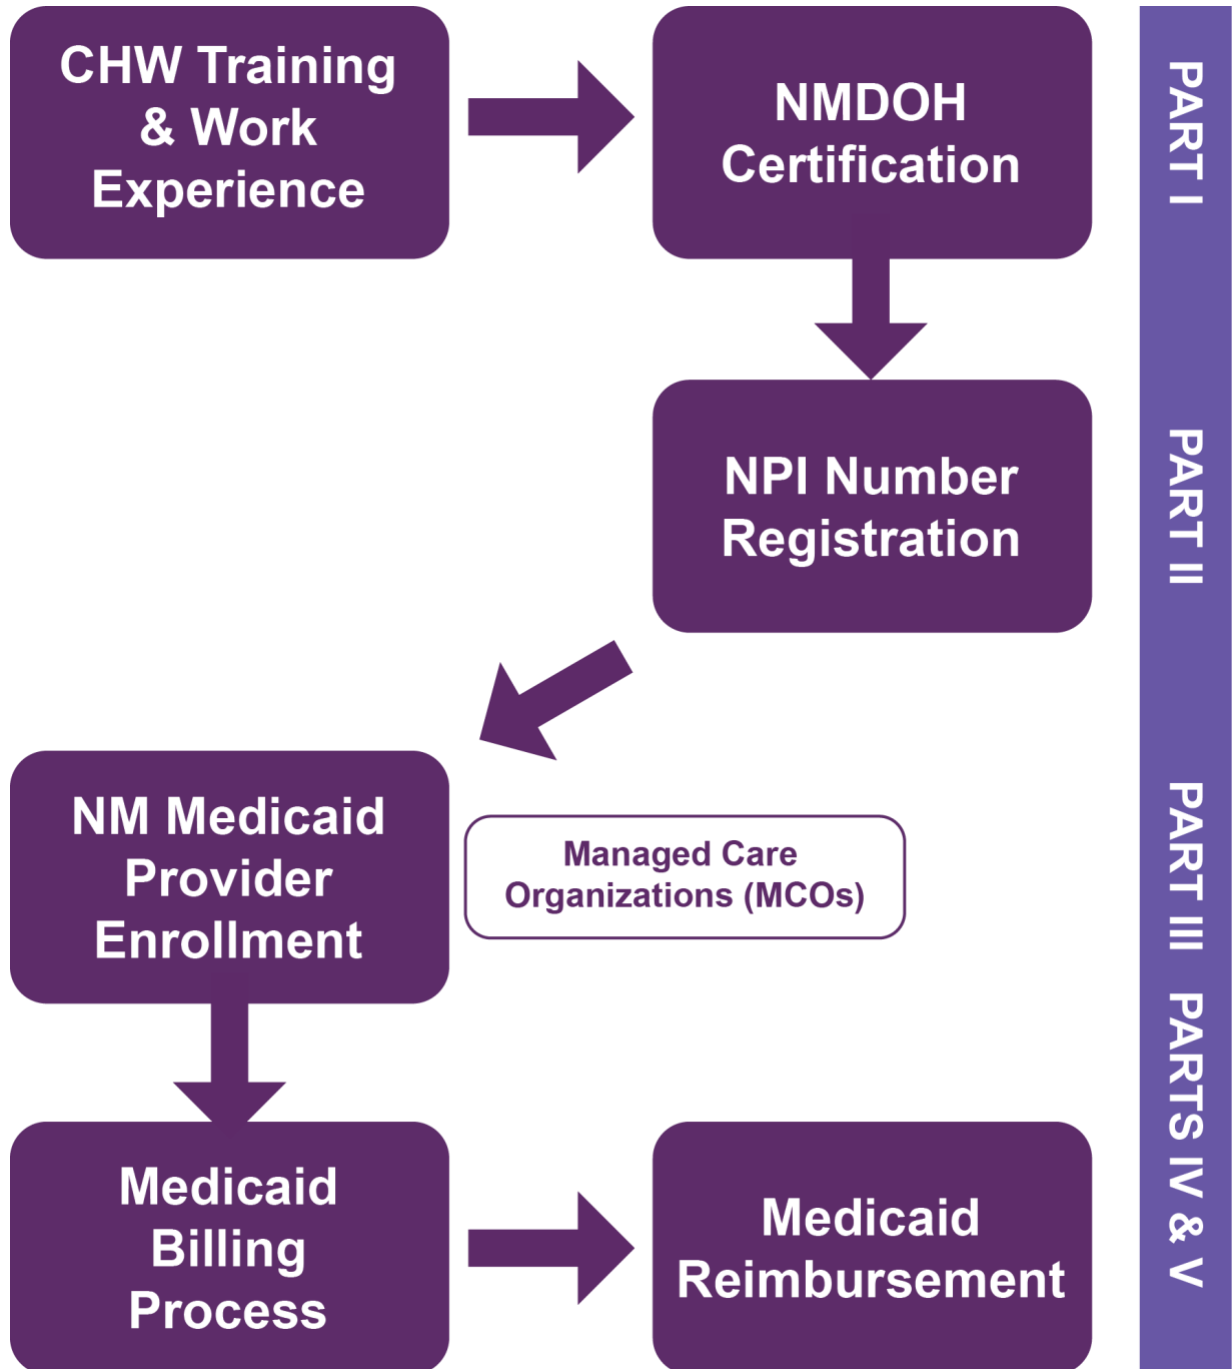 CHW Training
& Work
Experience
NMDOH
Certification
PART I
NPI Number
Registration
PART II
NM Medicaid
Provider
Enrollment
Managed Care
Organizations (MCOs)
PART III
Medicaid
Billing
Process
Medicaid
Reimbursement
PARTS IV & V